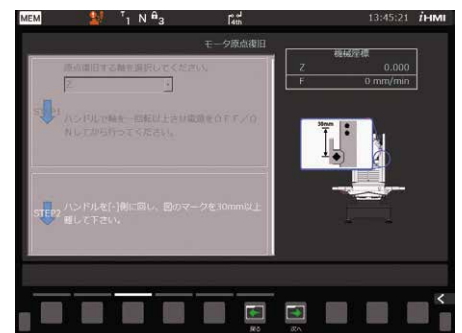 MEM 1 N 3 4th 13:45:21 iHMI
モータ原点復旧
原点復旧する軸を選択してください。
Z
機械座標
Z 0.000
F 0 mm/min
STEP1
ハンドルで軸を一回転以上させ電源をOFF/O
Nしてから行ってください。
30mm
STEP2
ハンドルを[-]側に回し、図のマークを30mm以上
離して下さい。
戻る 次へ